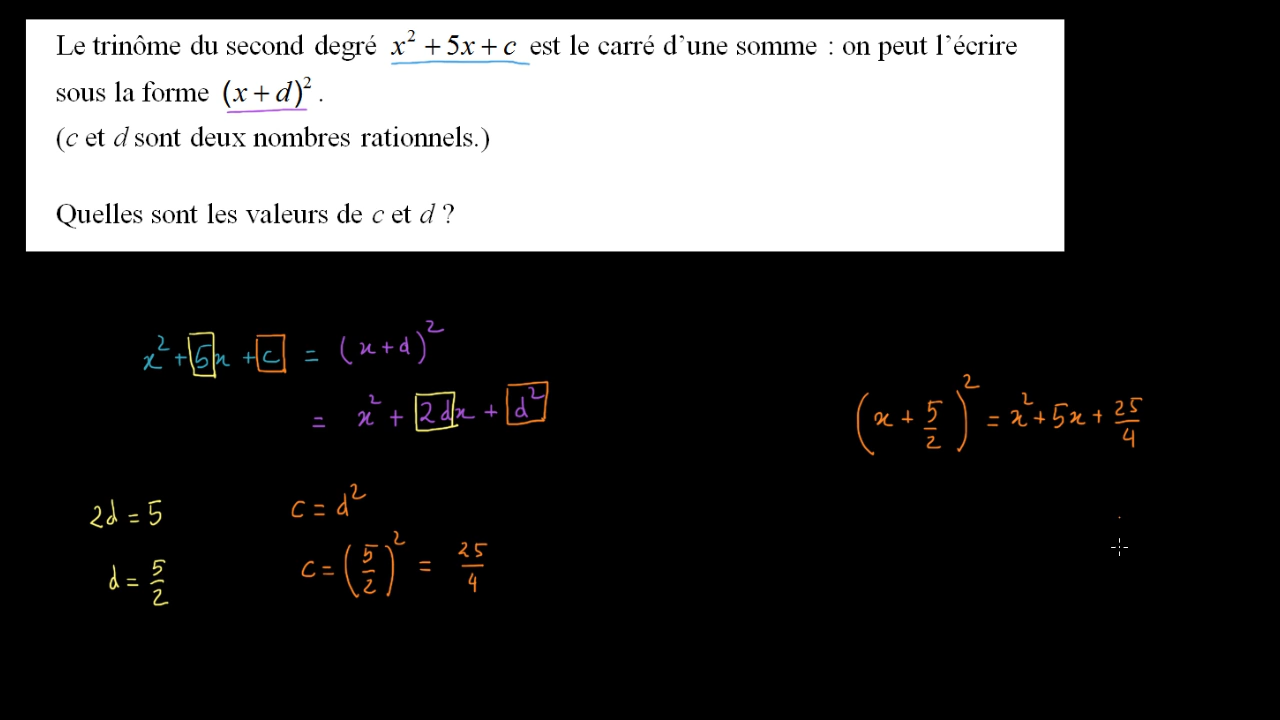 Le trinôme du second degré x² + 5x + c est le carré d'une somme : on peut l'écrire
sous la forme (x + d)² .
(c et d sont deux nombres rationnels.)
Quelles sont les valeurs de c et d ?
x² + 5x + c = (x + d)²
= x² + 2dx + d²
(x + 5/2)² = x² + 5x + 25/4
2d = 5
c = d²
d = 5/2
c = (5/2)² = 25/4